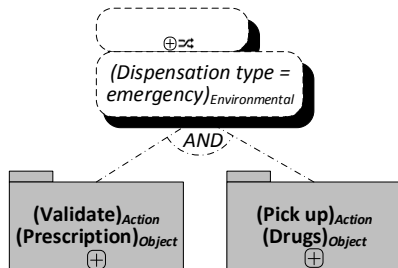 (Dispensation type =
emergency)Environmental
AND
(Validate)Action
(Prescription)Object
(Pick up)Action
(Drugs)Object